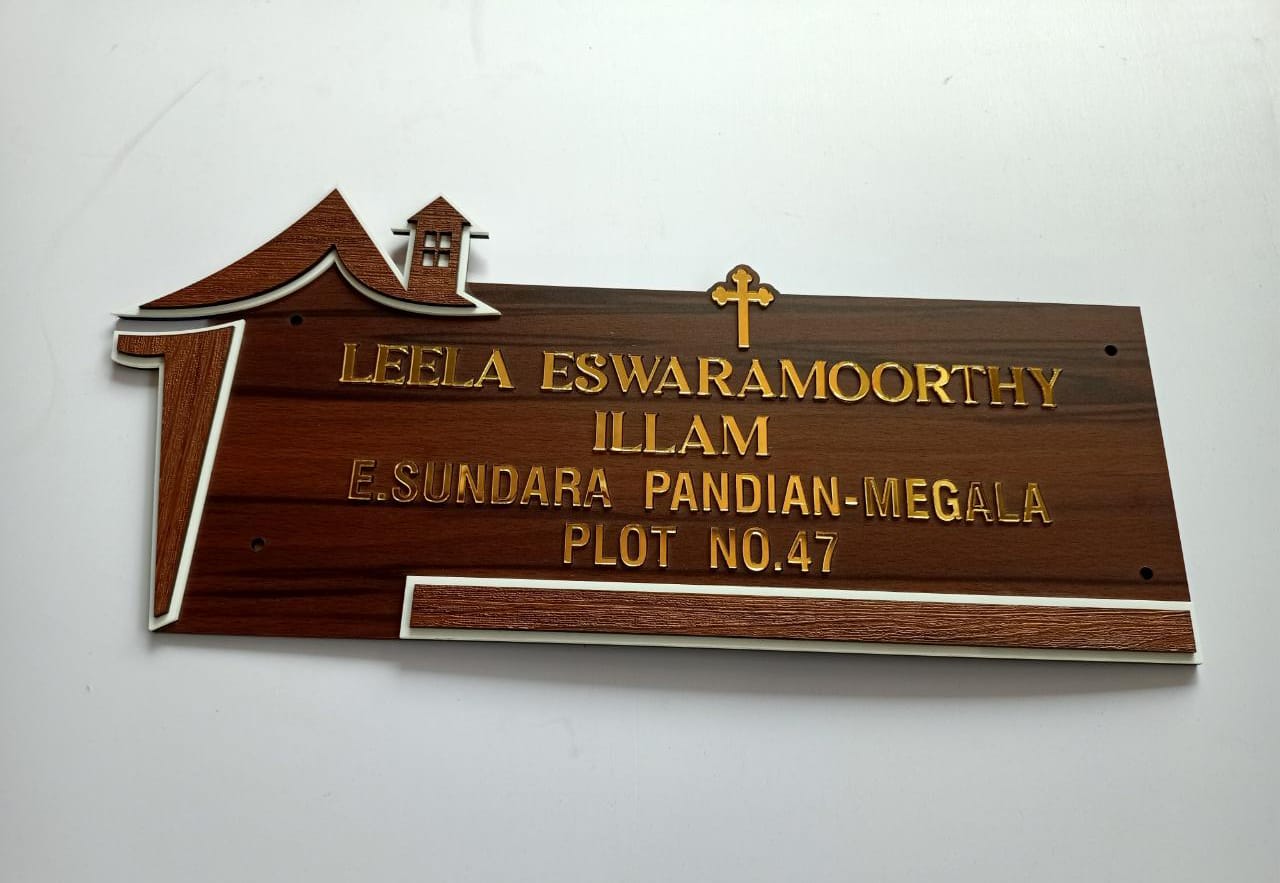 LEELA ESWARAMOORTHY
ILLAM
E.SUNDARA PANDIAN-MEGALA
PLOT NO.47